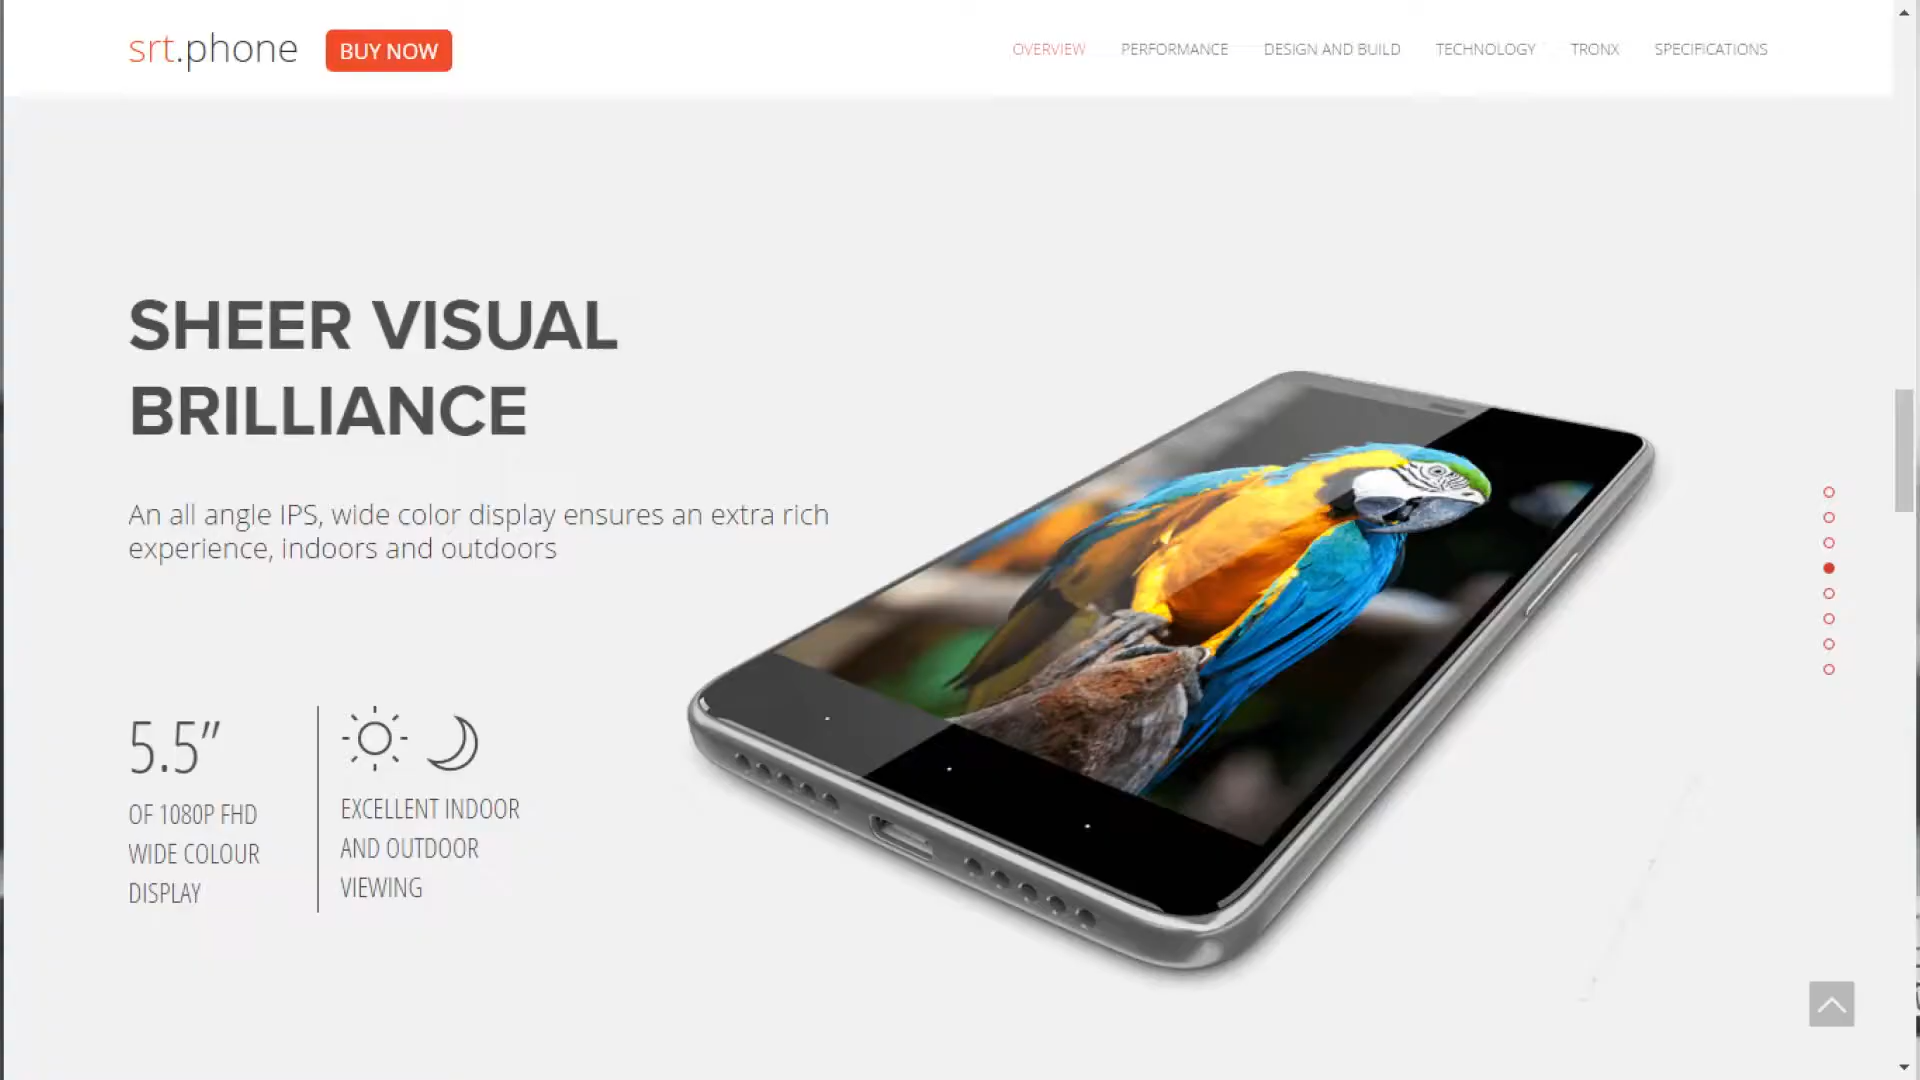 srt.phone BUY NOW OVERVIEW PERFORMANCE DESIGN AND BUILD TECHNOLOGY TRONX SPECIFICATIONS
SHEER VISUAL
BRILLIANCE
An all angle IPS, wide color display ensures an extra rich
experience, indoors and outdoors
5.5″
OF 1080P FHD
WIDE COLOUR
DISPLAY
EXCELLENT INDOOR
AND OUTDOOR
VIEWING